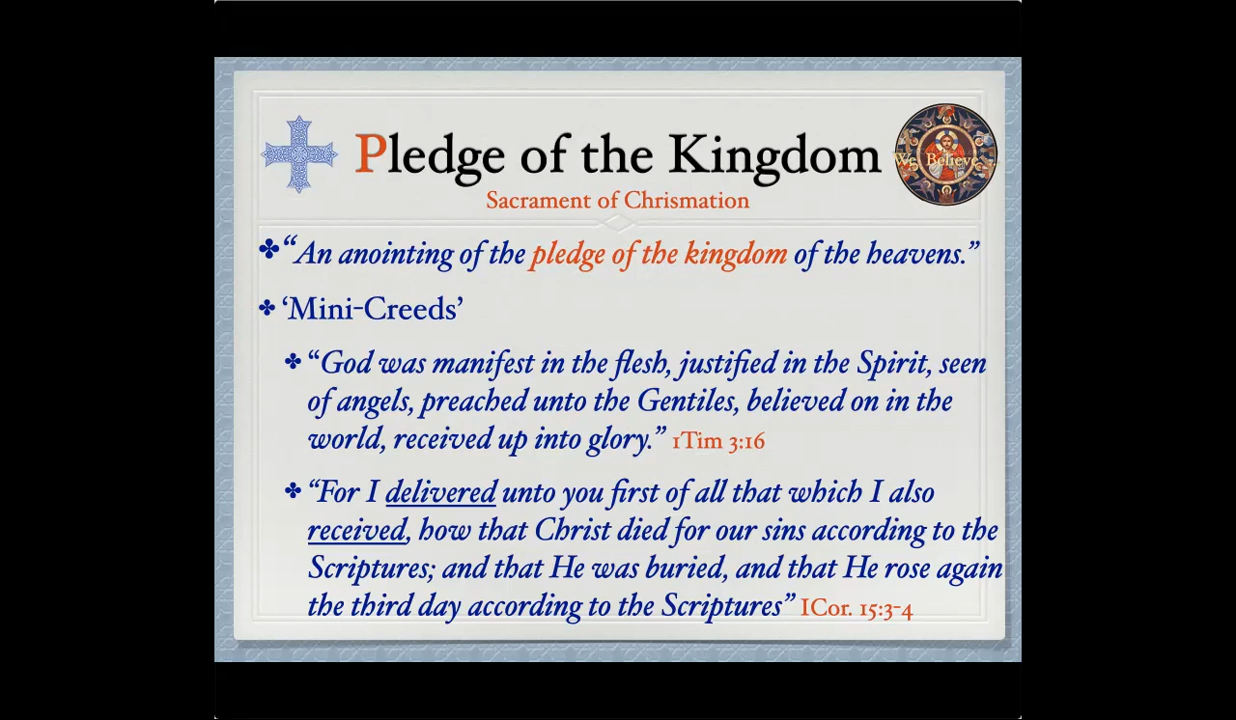 Pledge of the Kingdom
We Believe...
Sacrament of Chrismation
“An anointing of the pledge of the kingdom of the heavens.”
‘Mini-Creeds’
“God was manifest in the flesh, justified in the Spirit, seen
of angels, preached unto the Gentiles, believed on in the
world, received up into glory.” 1Tim 3:16
“For I delivered unto you first of all that which I also
received, how that Christ died for our sins according to the
Scriptures; and that He was buried, and that He rose again
the third day according to the Scriptures” ICor. 15:3-4